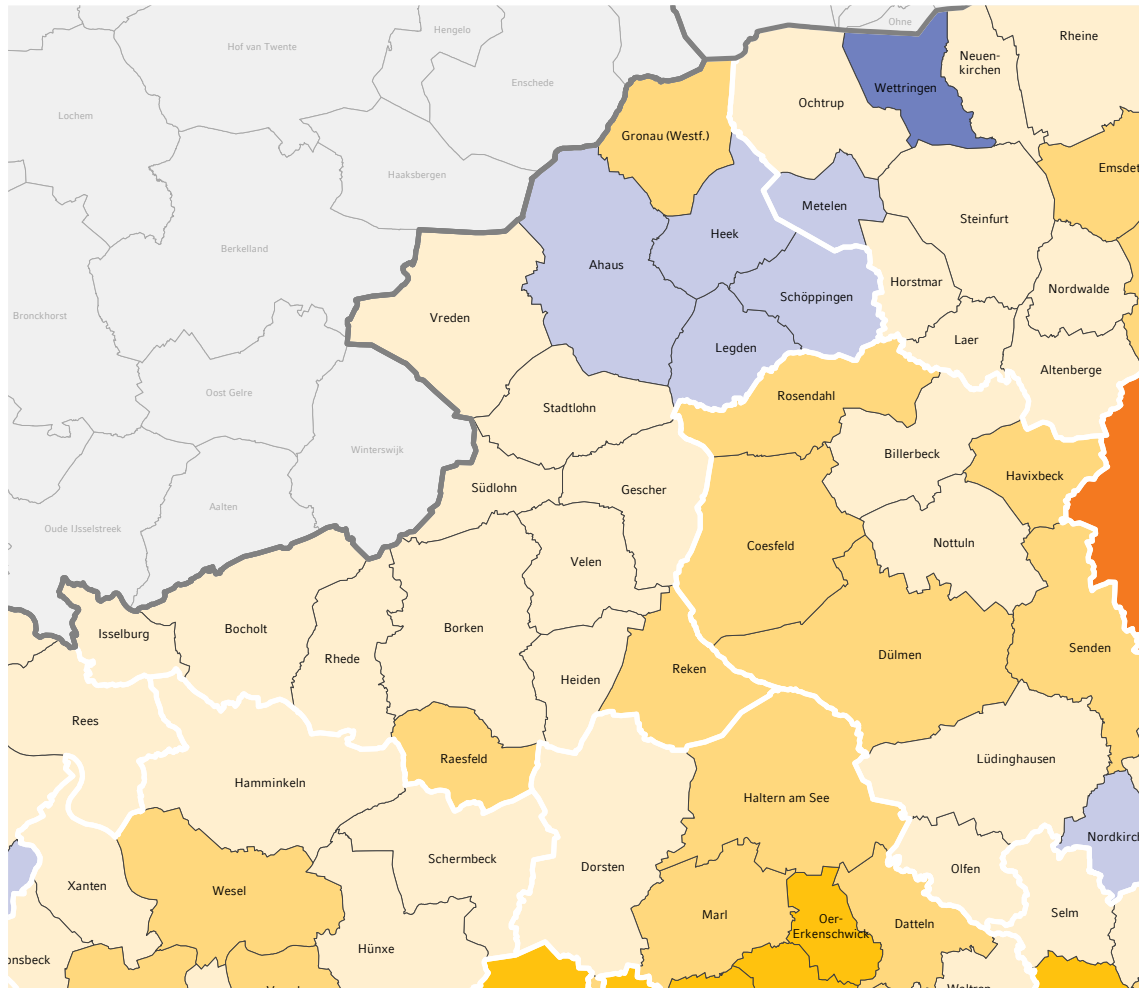 Ohne
Hengelo
Rheine
Hof van Twente
Neuen-
kirchen
Enschede
Wettringen
Ochtrup
Lochem
Gronau (Westf.)
Emsdet
Haaksbergen
Metelen
Steinfurt
Heek
Berkelland
Ahaus
Horstmar
Nordwalde
Schöppingen
Bronckhorst
Vreden
Laer
Legden
Altenberge
Oost Gelre
Rosendahl
Stadtlohn
Winterswijk
Billerbeck
Havixbeck
Südlohn
Gescher
Aalten
Oude IJsselstreek
Coesfeld
Nottuln
Velen
Isselburg
Bocholt
Borken
Senden
Rhede
Dülmen
Reken
Heiden
Rees
Raesfeld
Lüdinghausen
Hamminkeln
Haltern am See
Nordkirch
Schermbeck
Dorsten
Olfen
Xanten
Wesel
Marl
Oer-
Erkenschwick
Selm
Datteln
Hünxe
onsbeck